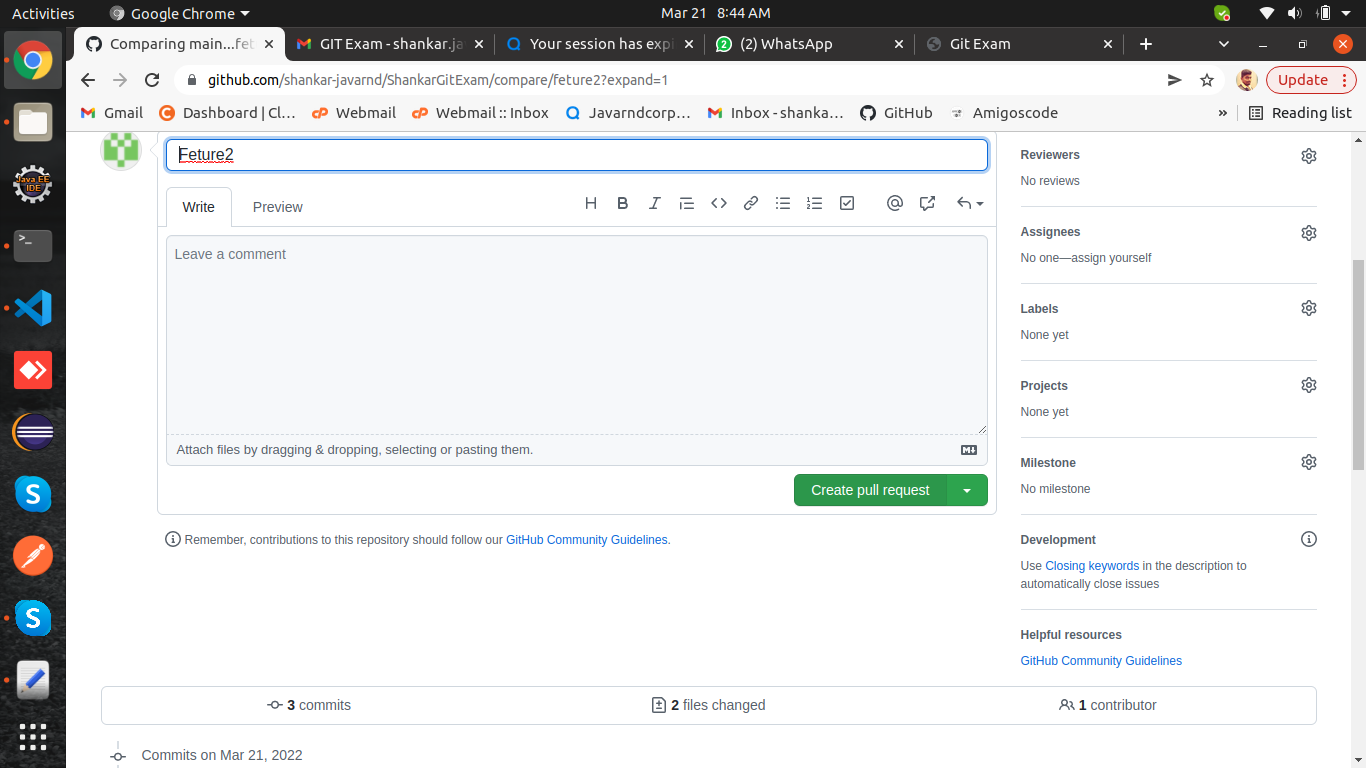 Activities Google Chrome Mar 21 8:44 AM
Comparing main...fet GIT Exam - shankar.ja Your session has exp (2) WhatsApp Git Exam
github.com/shankar-javarnd/ShankarGitExam/compare/feture2?expand=1 Update
Gmail Dashboard | Cl... Webmail Webmail :: Inbox Javarndcorp... Inbox - shanka... GitHub Amigoscode » Reading list
Feture2
Write Preview
Leave a comment
Attach files by dragging & dropping, selecting or pasting them.
Create pull request
Remember, contributions to this repository should follow our GitHub Community Guidelines.
Reviewers
No reviews
Assignees
No one—assign yourself
Labels
None yet
Projects
None yet
Milestone
No milestone
Development
Use Closing keywords in the description to
automatically close issues
Helpful resources
GitHub Community Guidelines
3 commits 2 files changed 1 contributor
Commits on Mar 21, 2022
Java EE
IDE